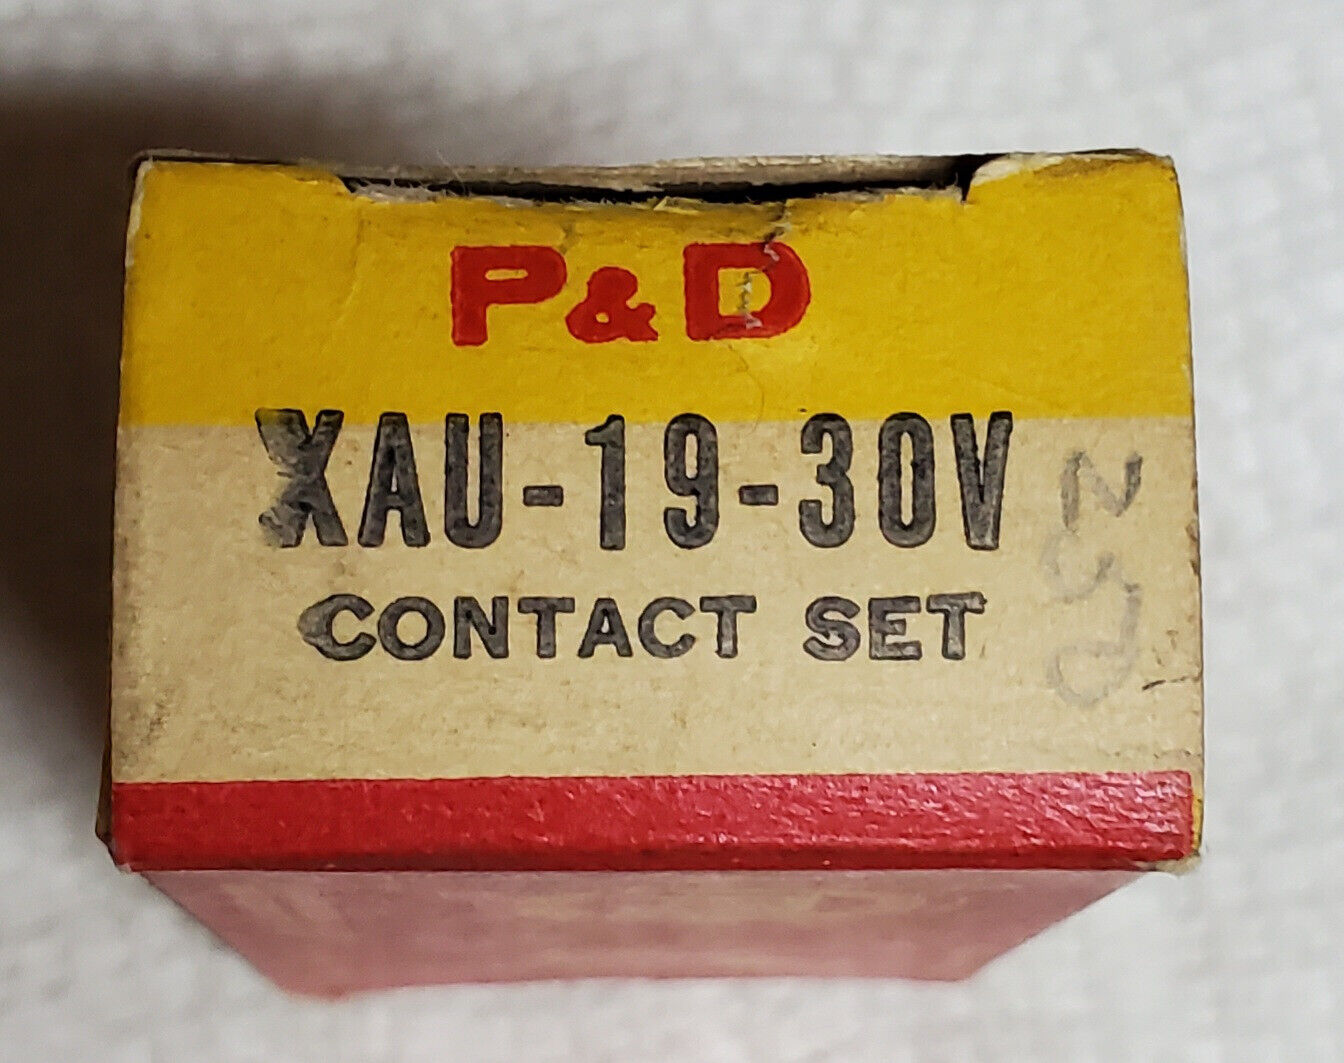 P&D
XAU-19-30V
CONTACT SET